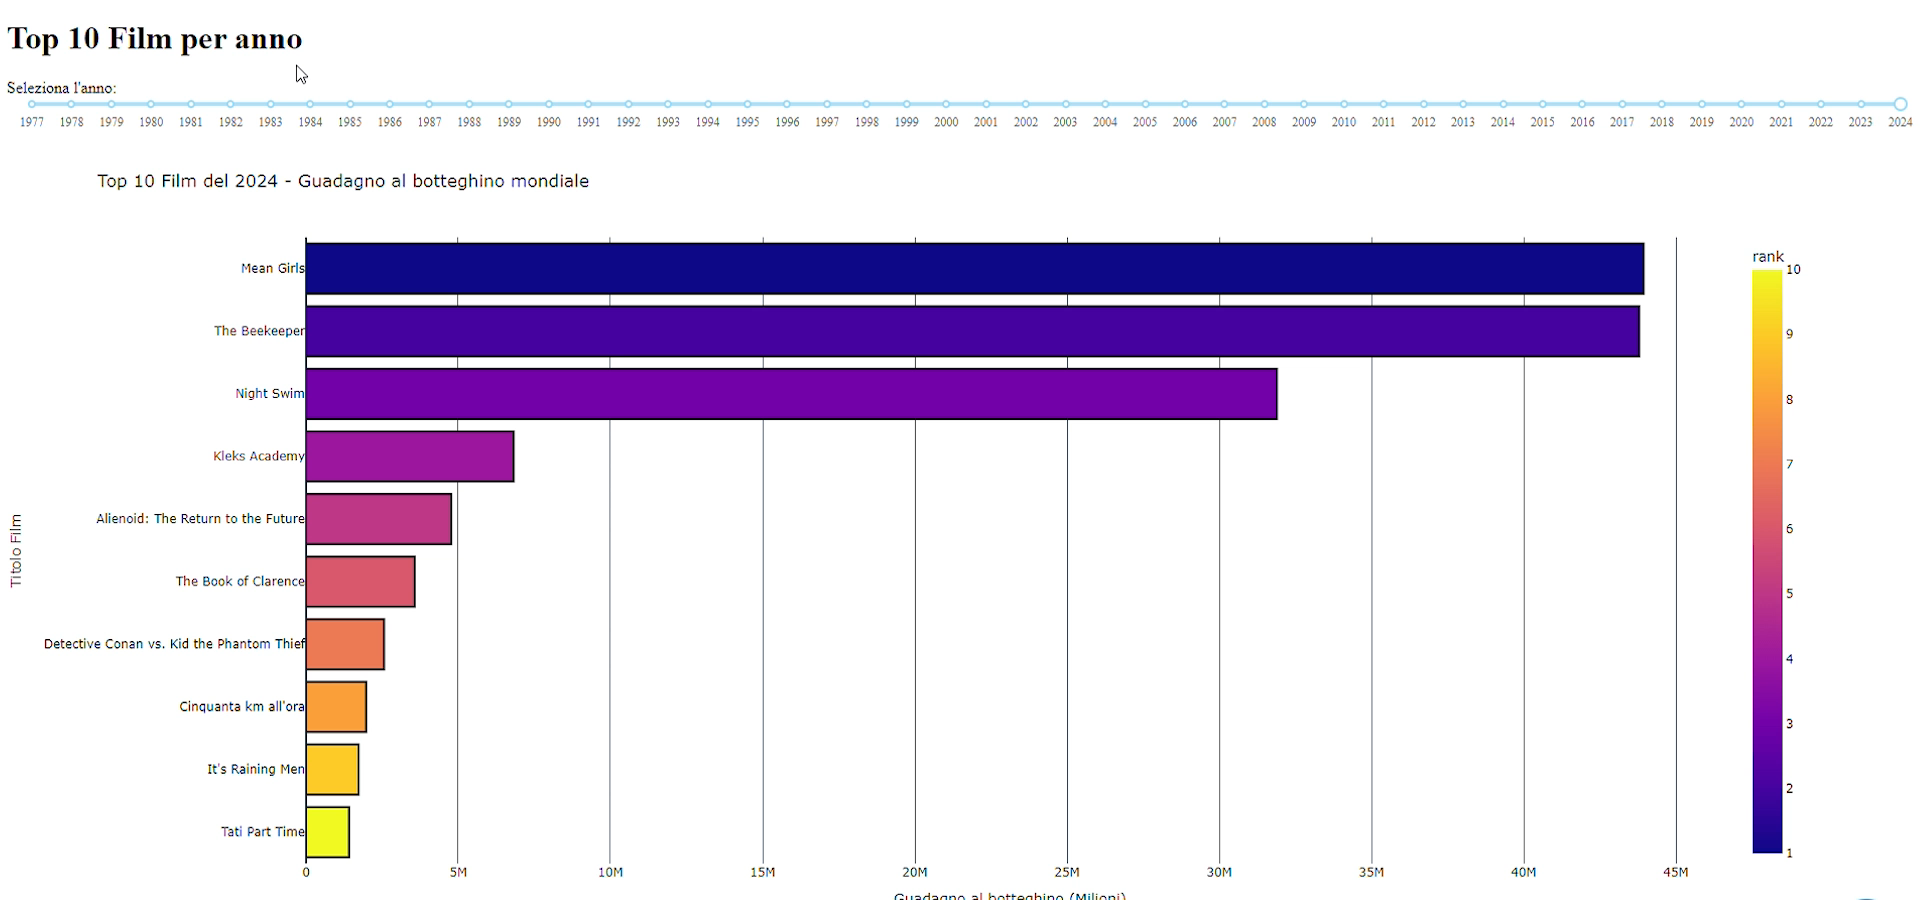 Top 10 Film per anno
Seleziona l'anno:
1977 1978 1979 1980 1981 1982 1983 1984 1985 1986 1987 1988 1989 1990 1991 1992 1993 1994 1995 1996 1997 1998 1999 2000 2001 2002 2003 2004 2005 2006 2007 2008 2009 2010 2011 2012 2013 2014 2015 2016 2017 2018 2019 2020 2021 2022 2023 2024
Top 10 Film del 2024 - Guadagno al botteghino mondiale
Titolo Film
Mean Girls
The Beekeeper
Night Swim
Kleks Academy
Alienoid: The Return to the Future
The Book of Clarence
Detective Conan vs. Kid the Phantom Thief
Cinquanta km all'ora
It's Raining Men
Tati Part Time
0 5M 10M 15M 20M 25M 30M 35M 40M 45M
Guadagno al botteghino (Milioni)
rank
10
9
8
7
6
5
4
3
2
1